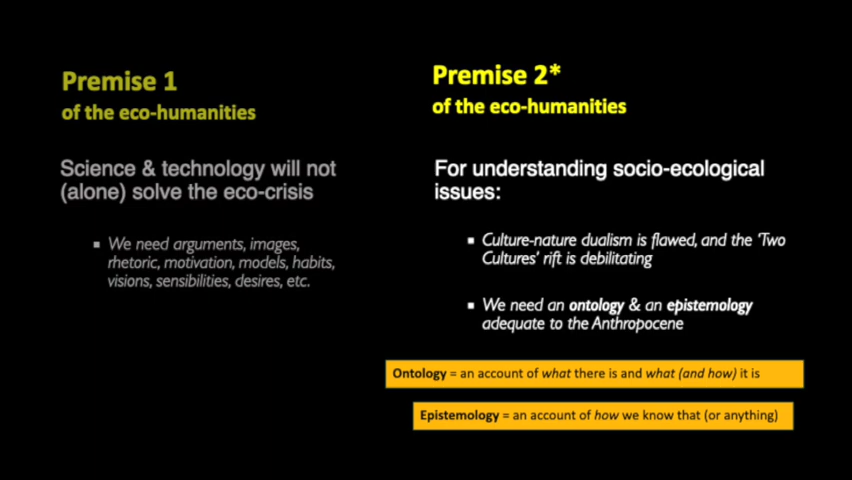 Premise 1
of the eco-humanities
Science & technology will not
(alone) solve the eco-crisis
▪ We need arguments, images,
rhetoric, motivation, models, habits,
visions, sensibilities, desires, etc.
Premise 2*
of the eco-humanities
For understanding socio-ecological
issues:
▪ Culture-nature dualism is flawed, and the 'Two
Cultures' rift is debilitating
▪ We need an ontology & an epistemology
adequate to the Anthropocene
Ontology = an account of what there is and what (and how) it is
Epistemology = an account of how we know that (or anything)